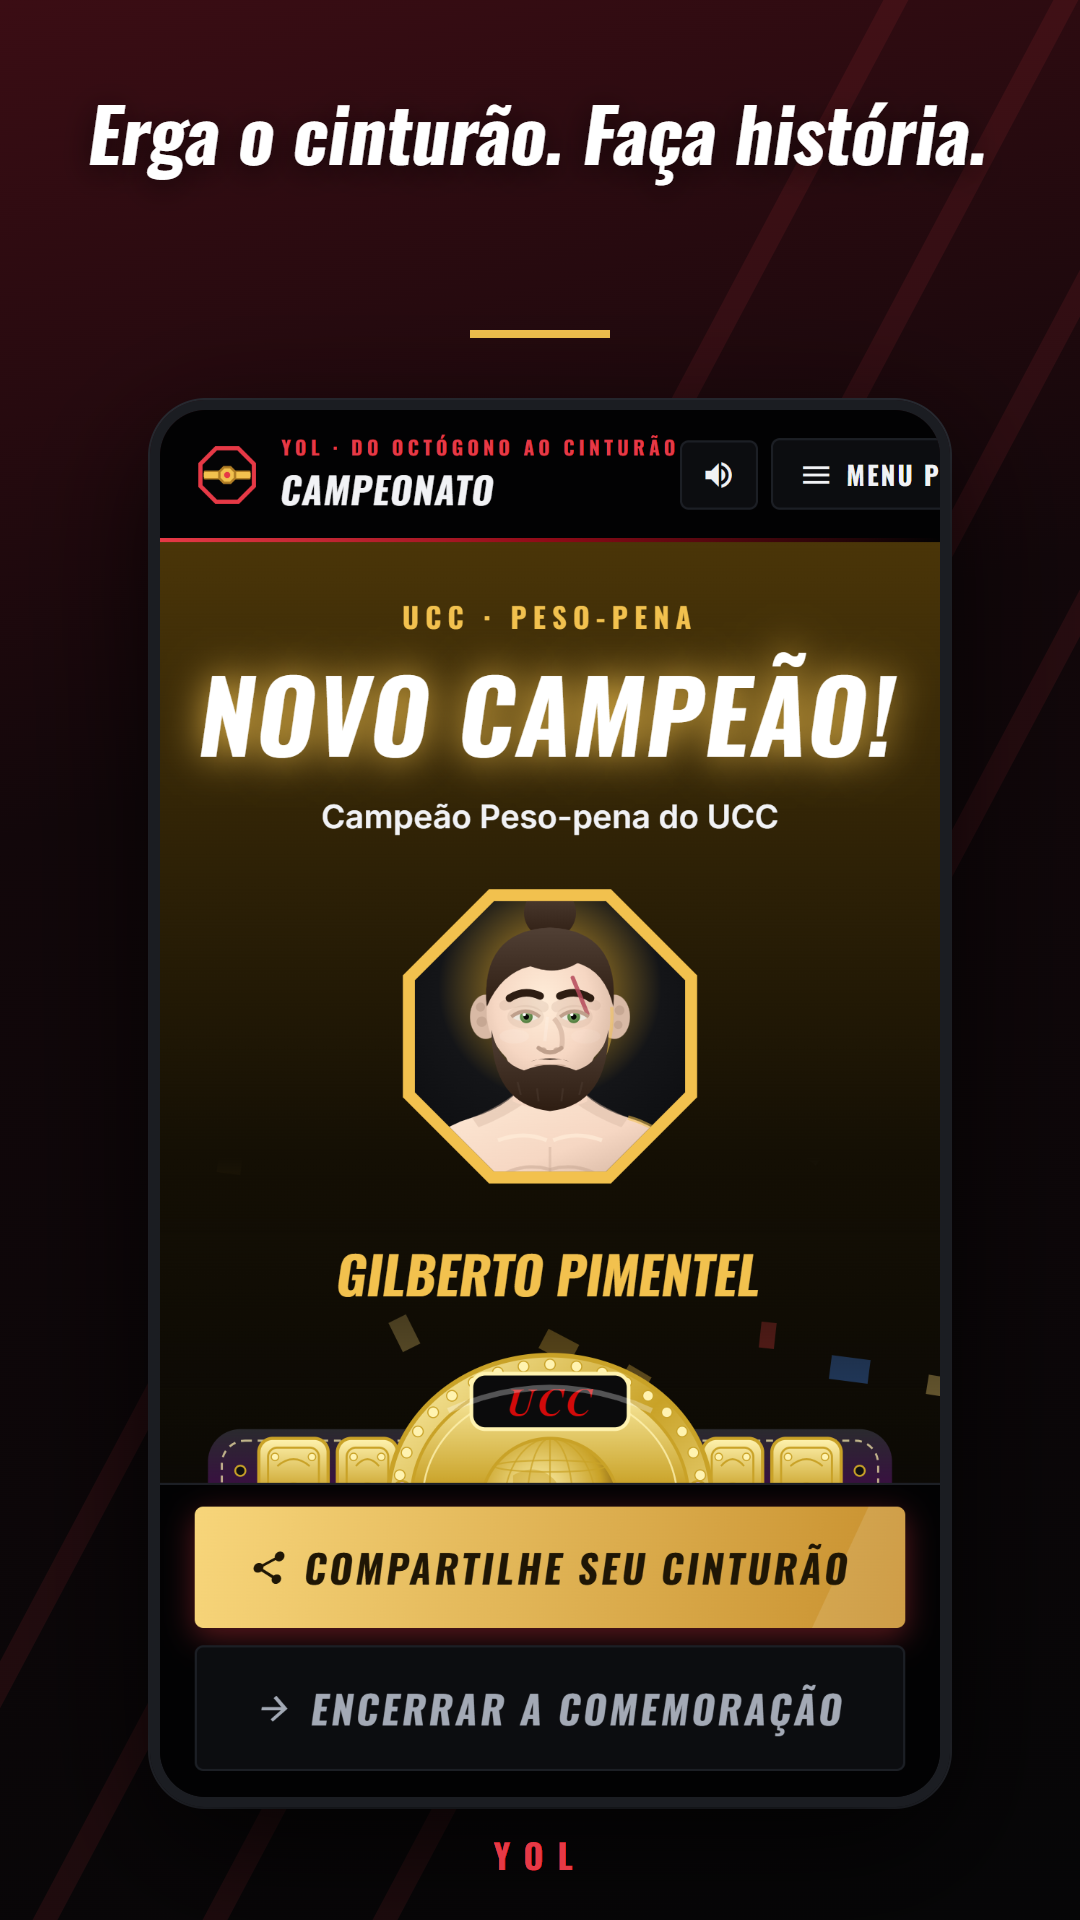 Erga o cinturão. Faça história.
YOL · DO OCTÓGONO AO CINTURÃO
CAMPEONATO
MENU P
UCC · PESO-PENA
NOVO CAMPEÃO!
Campeão Peso-pena do UCC
GILBERTO PIMENTEL
UCC
COMPARTILHE SEU CINTURÃO
ENCERRAR A COMEMORAÇÃO
YOL